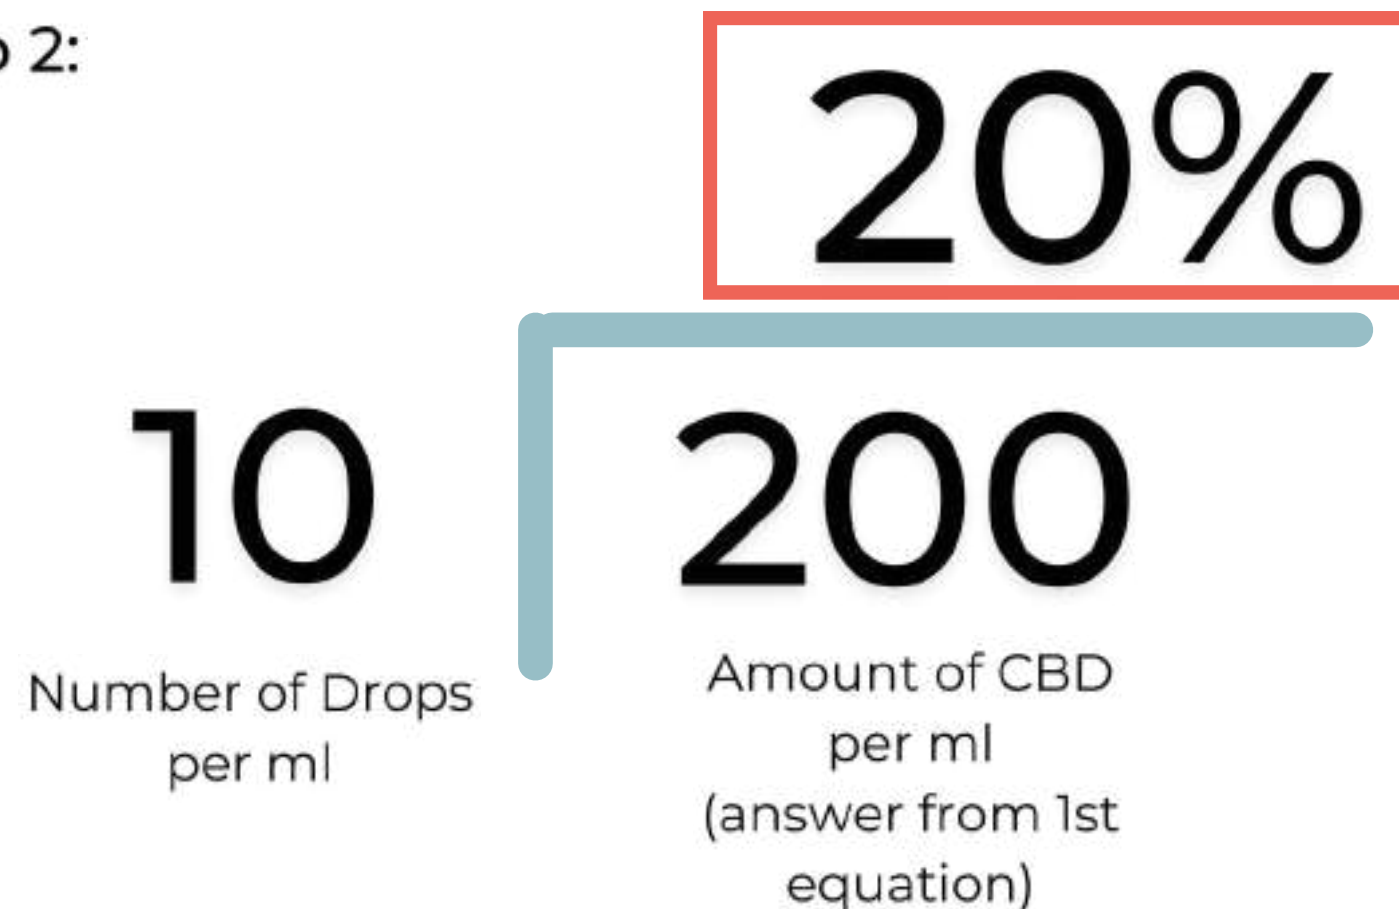 2:
20%
10
200
Number of Drops
per ml
Amount of CBD
per ml
(answer from 1st
equation)